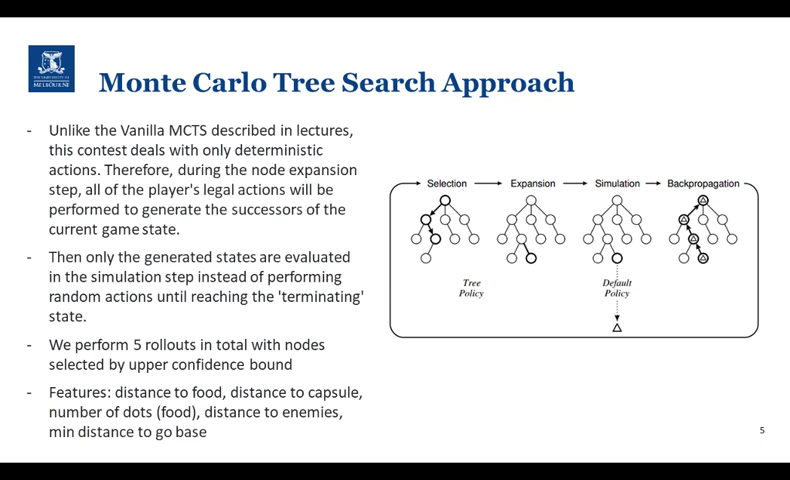 THE UNIVERSITY OF
MELBOURNE
Monte Carlo Tree Search Approach
- Unlike the Vanilla MCTS described in lectures,
this contest deals with only deterministic
actions. Therefore, during the node expansion
step, all of the player's legal actions will be
performed to generate the successors of the
current game state.
- Then only the generated states are evaluated
in the simulation step instead of performing
random actions until reaching the 'terminating'
state.
- We perform 5 rollouts in total with nodes
selected by upper confidence bound
- Features: distance to food, distance to capsule,
number of dots (food), distance to enemies,
min distance to go base
Selection Expansion Simulation Backpropagation
Tree
Policy
Default
Policy
5